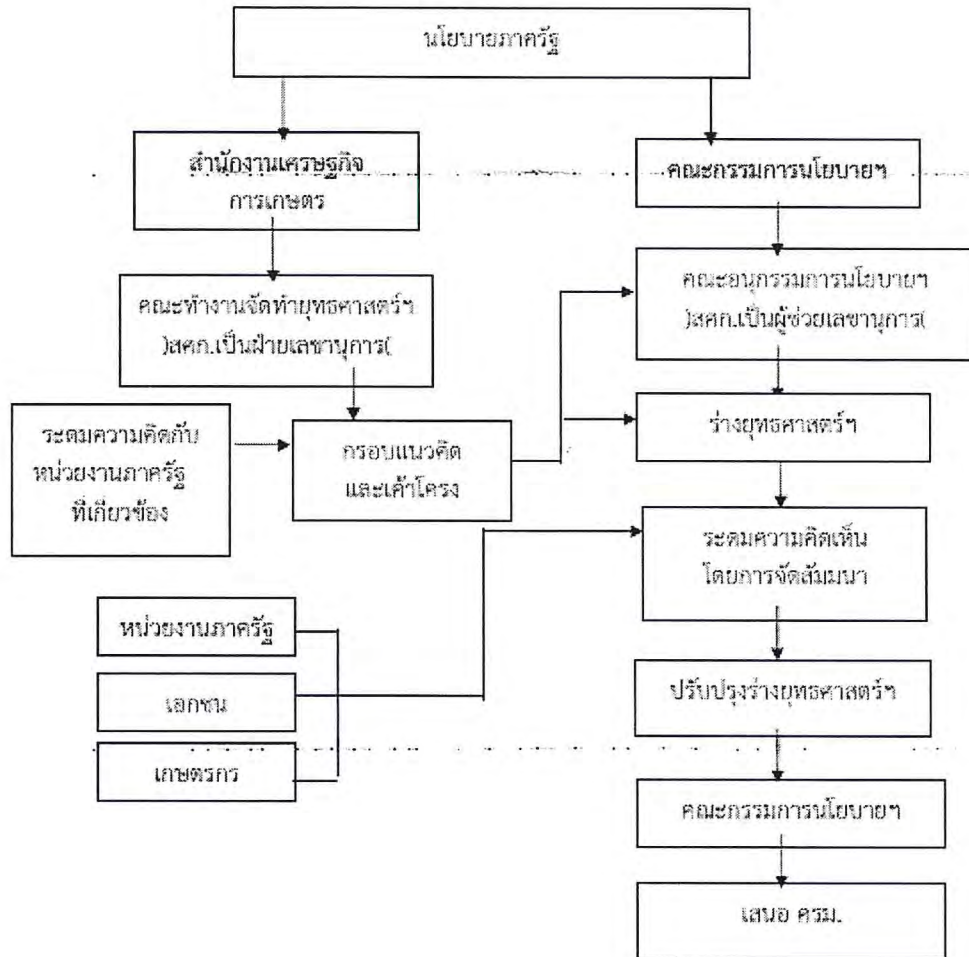 นโยบายภาครัฐ
สำนักงานเศรษฐกิจ
การเกษตร
คณะกรรมการนโยบายฯ
คณะทำงานจัดทำยุทธศาสตร์ฯ
)สศก.เป็นฝ่ายเลขานุการ(
คณะอนุกรรมการนโยบายฯ
)สศก.เป็นผู้ช่วยเลขานุการ(
ระดมความคิดกับ
หน่วยงานภาครัฐ
ที่เกี่ยวข้อง
กรอบแนวคิด
และเค้าโครง
ร่างยุทธศาสตร์ฯ
ระดมความคิดเห็น
โดยการจัดสัมมนา
หน่วยงานภาครัฐ
เอกชน
เกษตรกร
ปรับปรุงร่างยุทธศาสตร์ฯ
คณะกรรมการนโยบายฯ
เสนอ ครม.